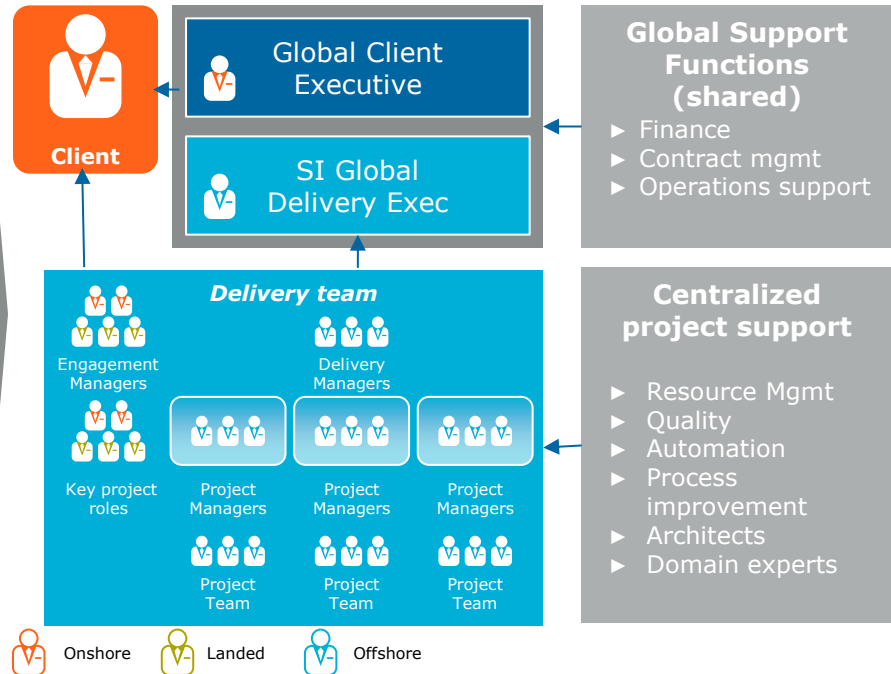 Client
Global Client
Executive
SI Global
Delivery Exec
Global Support
Functions
(shared)
► Finance
► Contract mgmt
► Operations support
Delivery team
Engagement
Managers
Delivery
Managers
Key project
roles
Project
Managers
Project
Managers
Project
Managers
Project
Team
Project
Team
Project
Team
Centralized
project support
► Resource Mgmt
► Quality
► Automation
► Process
improvement
► Architects
► Domain experts
Onshore
Landed
Offshore